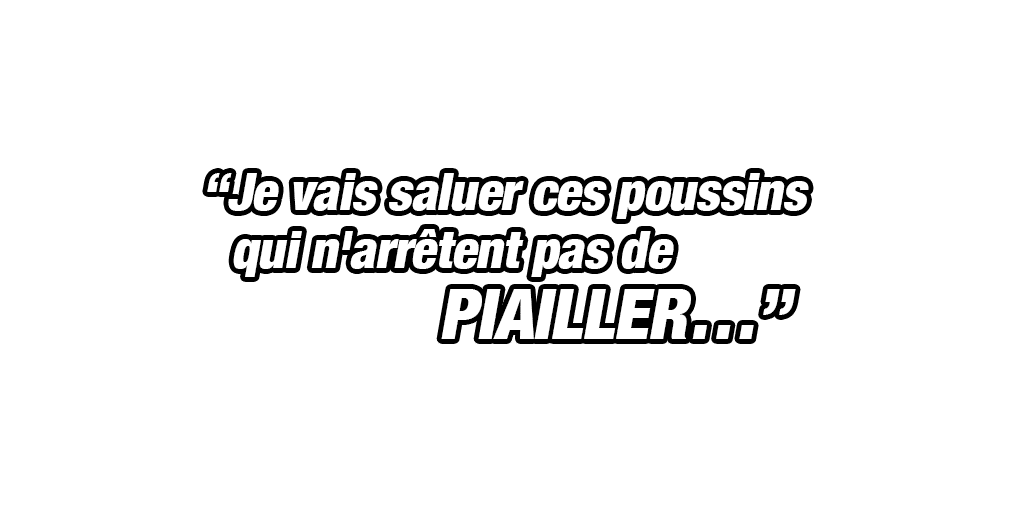 “Je vais saluer ces poussins
qui n'arrêtent pas de
PIAILLER...”